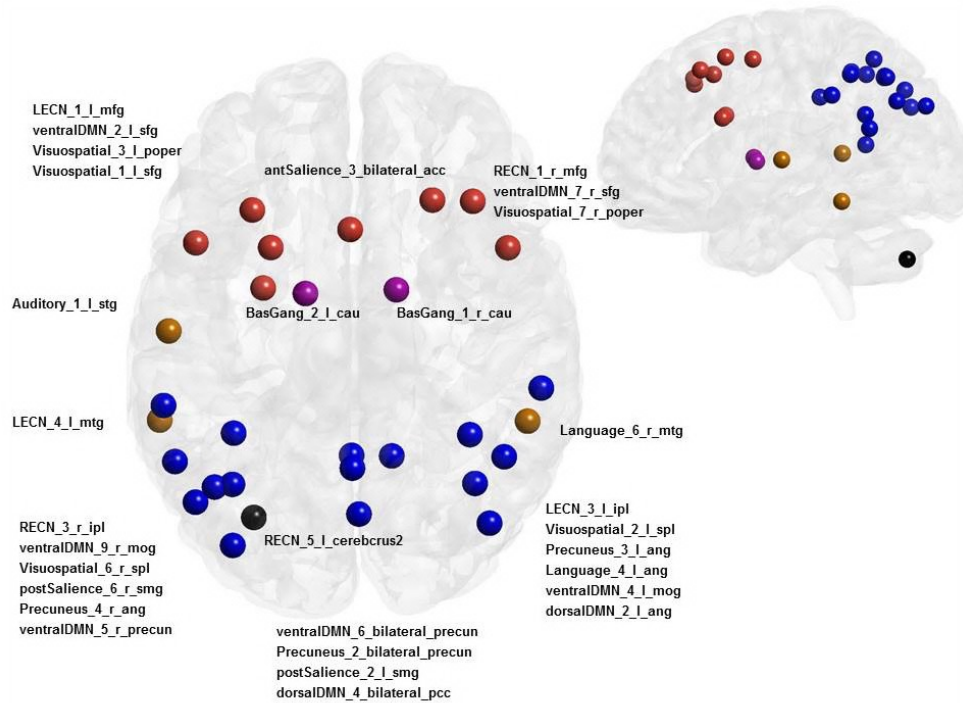 LECN_1_l_mfg
ventralDMN_2_l_sfg
Visuospatial_3_l_poper
Visuospatial_1_l_sfg
antSalience_3_bilateral_acc
RECN_1_r_mfg
ventralDMN_7_r_sfg
Visuospatial_7_r_poper
Auditory_1_l_stg
BasGang_2_l_cau
BasGang_1_r_cau
LECN_4_l_mtg
Language_6_r_mtg
RECN_3_r_ipl
ventralDMN_9_r_mog
Visuospatial_6_r_spl
postSalience_6_r_smg
Precuneus_4_r_ang
ventralDMN_5_r_precun
RECN_5_l_cerebcrus2
LECN_3_l_ipl
Visuospatial_2_l_spl
Precuneus_3_l_ang
Language_4_l_ang
ventralDMN_4_l_mog
dorsalDMN_2_l_ang
ventralDMN_6_bilateral_precun
Precuneus_2_bilateral_precun
postSalience_2_l_smg
dorsalDMN_4_bilateral_pcc